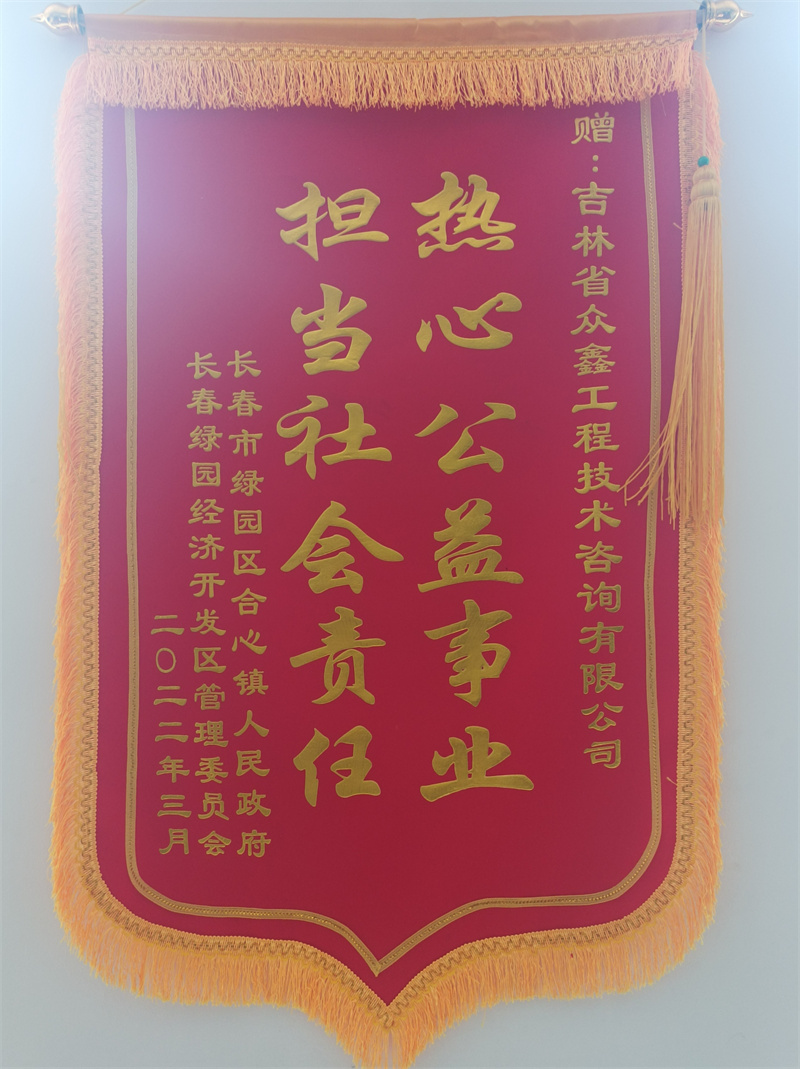 赠：吉林省众鑫工程技术咨询有限公司
热心公益事业
担当社会责任
长春市绿园区合心镇人民政府
长春绿园经济开发区管理委员会
二〇二二年三月